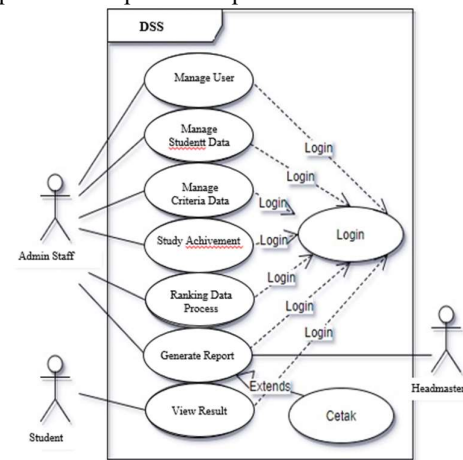 DSS
Manage User
Manage
Studentt Data
Manage
Criteria Data
Study Achivement
Ranking Data
Process
Generate Report
View Result
Login
Login
Login
Login
Login
Login
Login
Login
Extends
Cetak
Admin Staff
Student
Headmaster